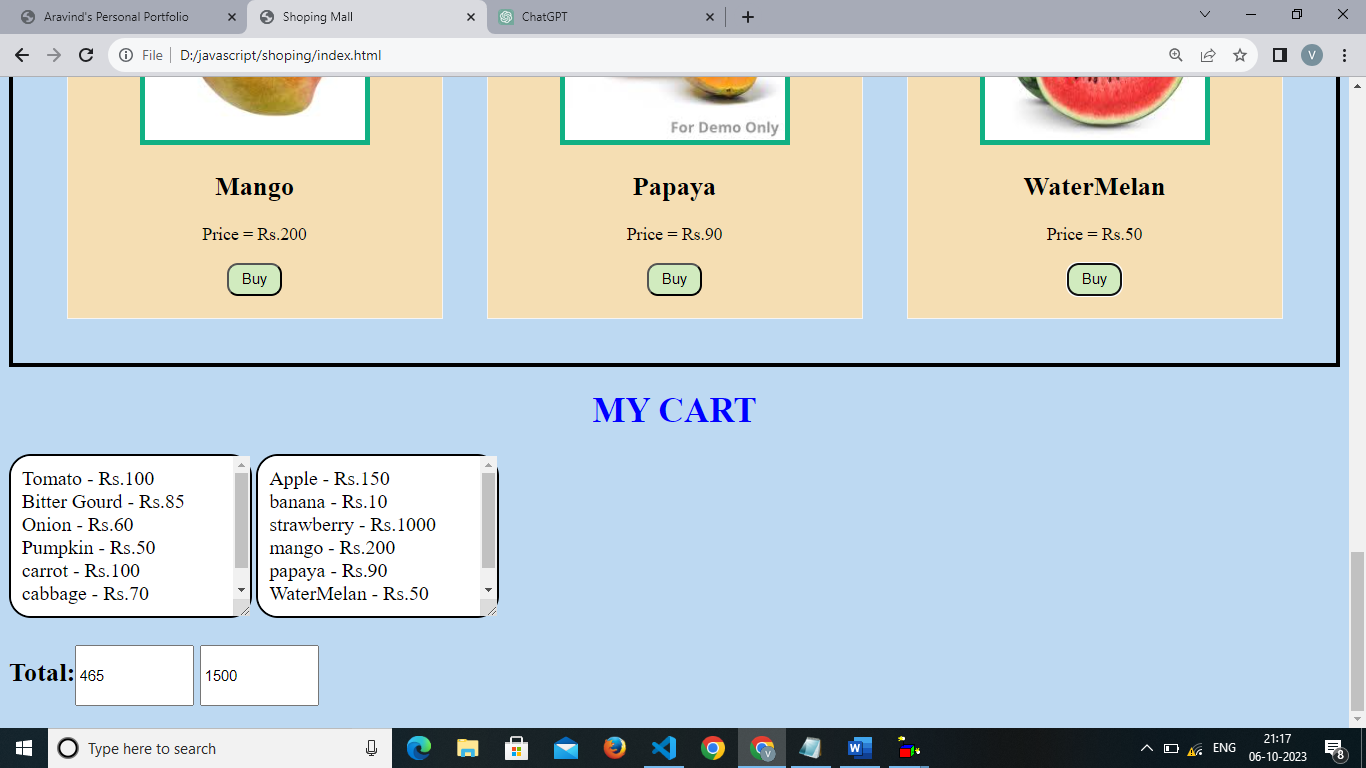 Aravind's Personal Portfolio
Shoping Mall
ChatGPT
File
D:/javascript/shoping/index.html
V
For Demo Only
Mango
Papaya
WaterMelan
Price = Rs.200
Price = Rs.90
Price = Rs.50
Buy
Buy
Buy
MY CART
Tomato - Rs.100
Bitter Gourd - Rs.85
Onion - Rs.60
Pumpkin - Rs.50
carrot - Rs.100
cabbage - Rs.70
Apple - Rs.150
banana - Rs.10
strawberry - Rs.1000
mango - Rs.200
papaya - Rs.90
WaterMelan - Rs.50
Total: 465 1500
Type here to search
V
W
ENG
21:17
06-10-2023
8